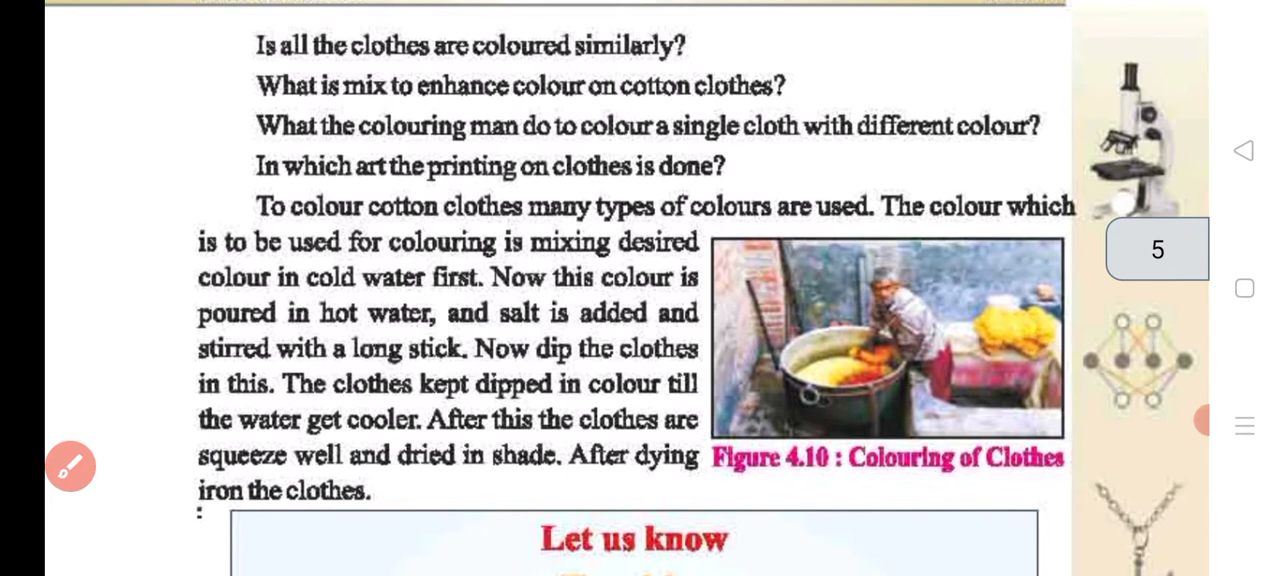 Is all the clothes are coloured similarly?
What is mix to enhance colour on cotton clothes?
What the colouring man do to colour a single cloth with different colour?
In which art the printing on clothes is done?
To colour cotton clothes many types of colours are used. The colour which
is to be used for colouring is mixing desired
colour in cold water first. Now this colour is
poured in hot water, and salt is added and
stirred with a long stick. Now dip the clothes
in this. The clothes kept dipped in colour till
the water get cooler. After this the clothes are
squeeze well and dried in shade. After dying
iron the clothes.
Figure 4.10 : Colouring of Clothes
5
Let us know